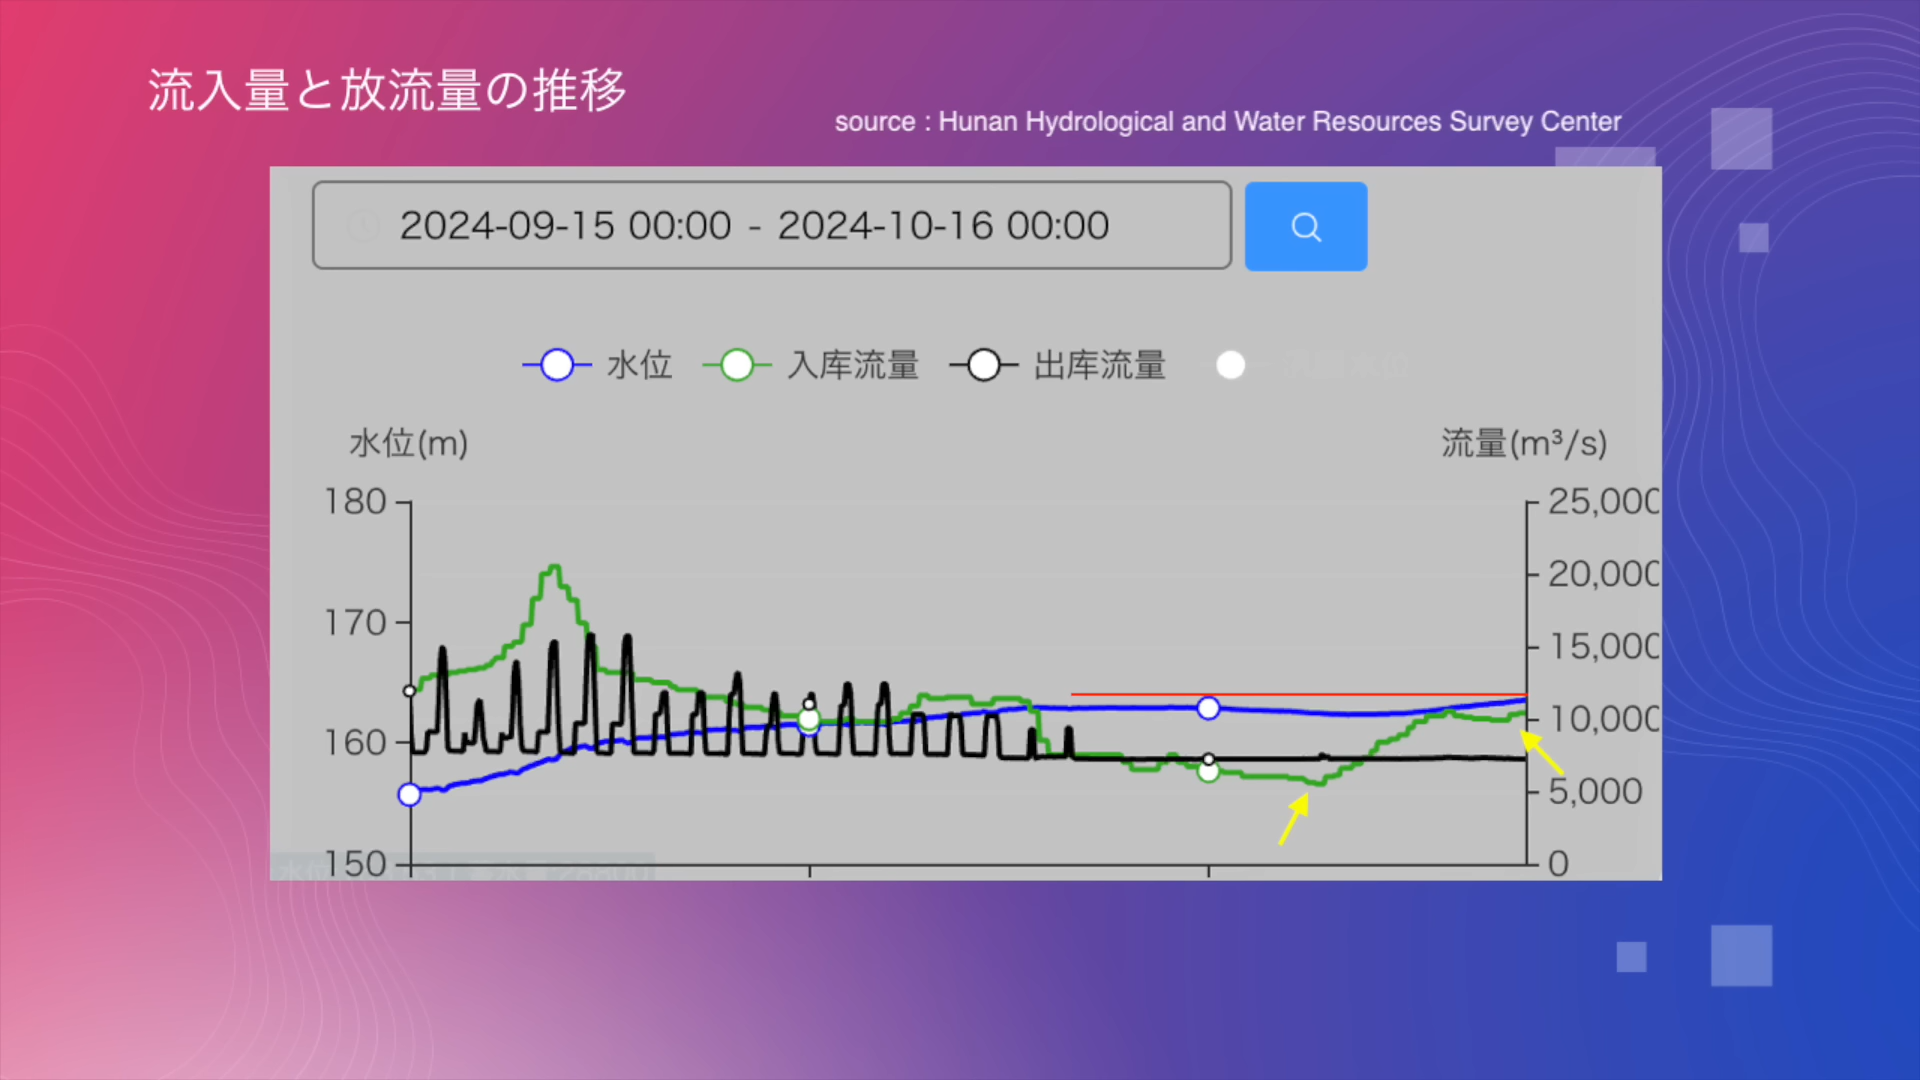 流入量と放流量の推移
source : Hunan Hydrological and Water Resources Survey Center
2024-09-15 00:00 - 2024-10-16 00:00
水位 入库流量 出库流量
水位(m) 流量(m³/s)
180 25,000
20,000
170
15,000
160 10,000
5,000
150 0